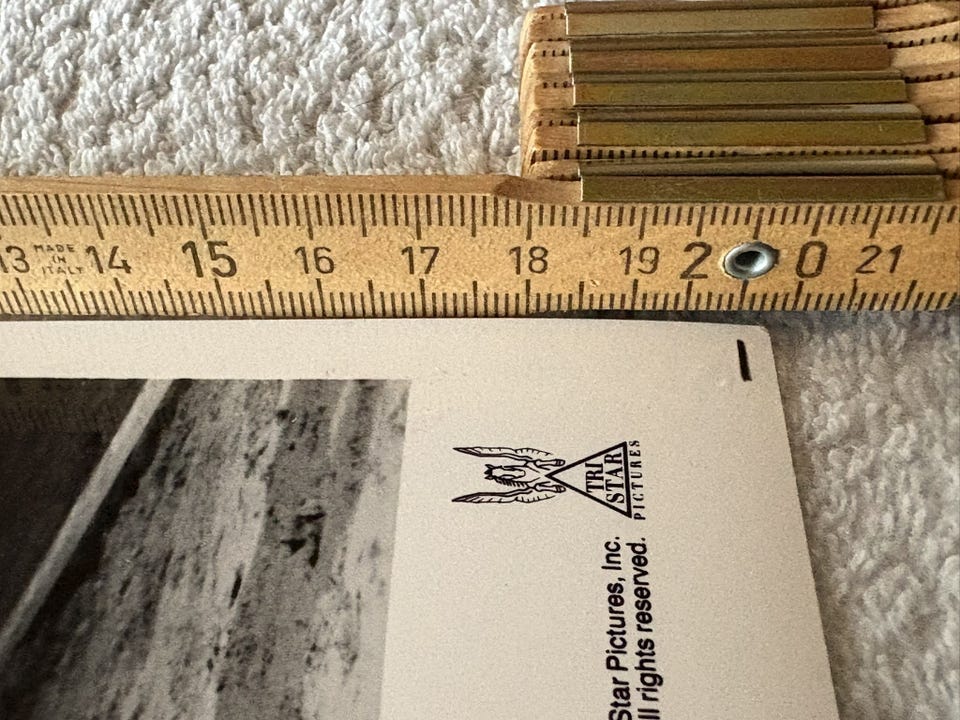 13 MADE IN ITALY 14 15 16 17 18 19 20 21
TRI
STAR
PICTURES
Star Pictures, Inc.
ll rights reserved.